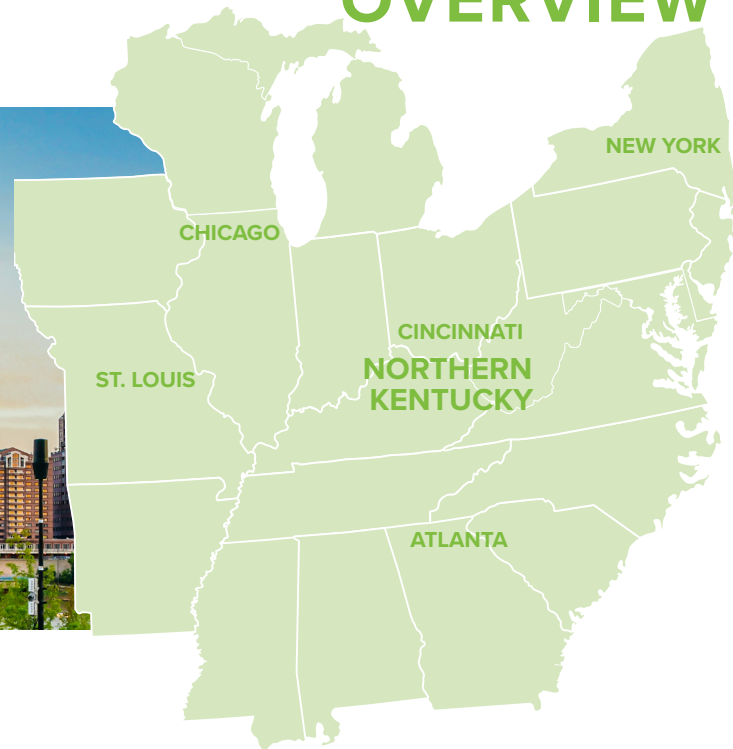 OVERVIEW
NEW YORK
CHICAGO
CINCINNATI
NORTHERN
KENTUCKY
ST. LOUIS
ATLANTA